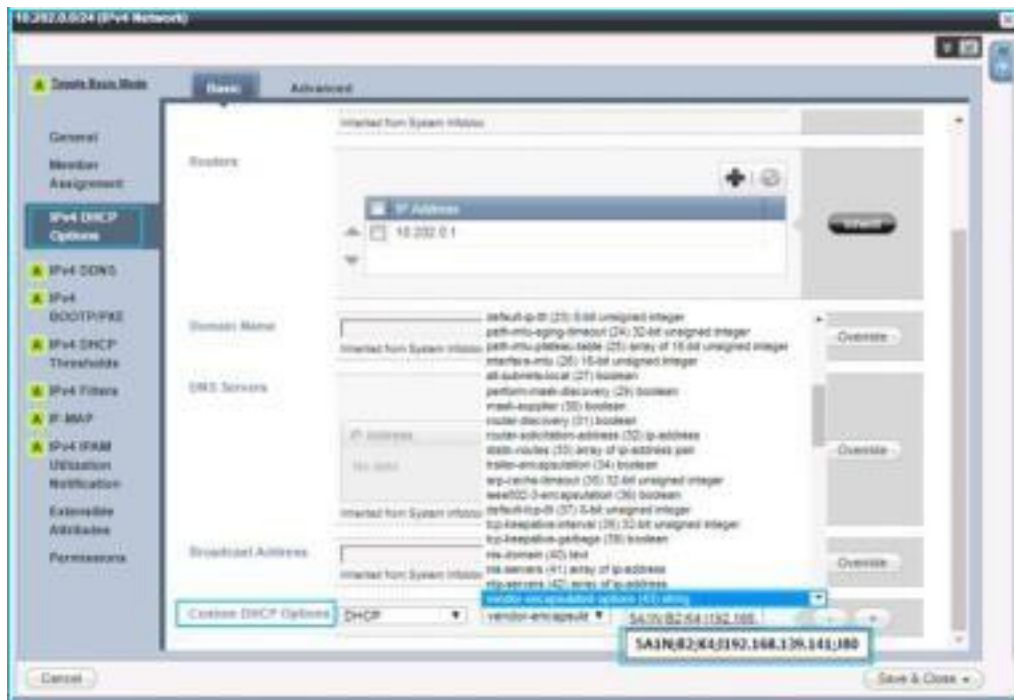 10.202.0.0/24 (IPv4 Network)
Toggle Basic Mode
Basic
Advanced
General
Member
Assignment
IPv4 DHCP
Options
IPv4 DDNS
IPv4
BOOTP/PXE
IPv4 DHCP
Thresholds
IPv4 Filters
IF-MAP
IPv4 IPAM
Utilization
Notification
Extensible
Attributes
Permissions
Inherited from System Infoblox
Routers
IP Address
10.202.0.1
Domain Name
Inherited from System Infoblox
Override
DNS Servers
IP Address
No data
Inherited from System Infoblox
Override
Broadcast Address
Inherited from System Infoblox
Override
default-ip-ttl (23) 8-bit unsigned integer
path-mtu-aging-timeout (24) 32-bit unsigned integer
path-mtu-plateau-table (25) array of 16-bit unsigned integer
interface-mtu (26) 16-bit unsigned integer
all-subnets-local (27) boolean
perform-mask-discovery (29) boolean
mask-supplier (30) boolean
router-discovery (31) boolean
router-solicitation-address (32) ip-address
static-routes (33) array of ip-address pair
trailer-encapsulation (34) boolean
arp-cache-timeout (35) 32-bit unsigned integer
ieee802-3-encapsulation (36) boolean
default-tcp-ttl (37) 8-bit unsigned integer
tcp-keepalive-interval (38) 32-bit unsigned integer
tcp-keepalive-garbage (39) boolean
nis-domain (40) text
nis-servers (41) array of ip-address
ntp-servers (42) array of ip-address
vendor-encapsulated-options (43) string
Custom DHCP Options
DHCP
vendor-encapsula
5A1N;B2;K4;I192.168.
5A1N;B2;K4;I192.168.139.141;J80
Cancel
Save & Close